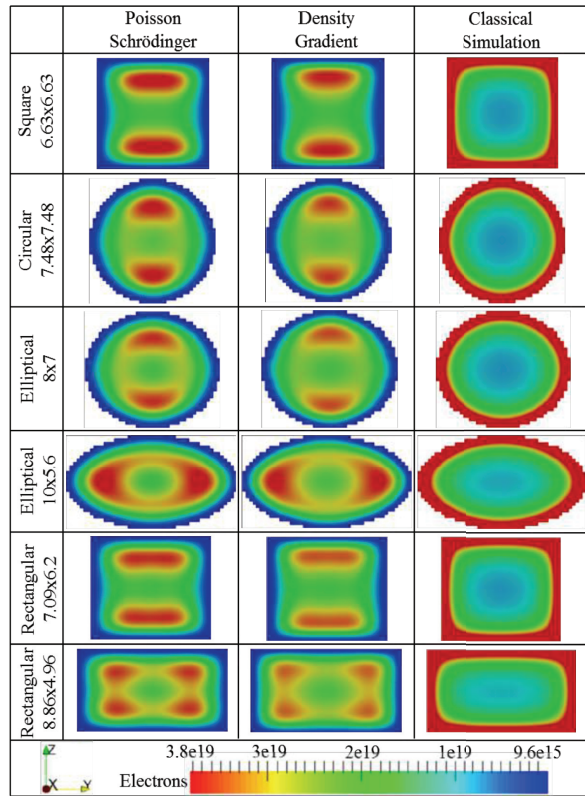 Poisson Schrödinger
Density Gradient
Classical Simulation
Square 6.63x6.63
Circular 7.48x7.48
Elliptical 8x7
Elliptical 10x5.6
Rectangular 7.09x6.2
Rectangular 8.86x4.96
Z
X
Y
Electrons
3.8e19 3e19 2e19 1e19 9.6e15